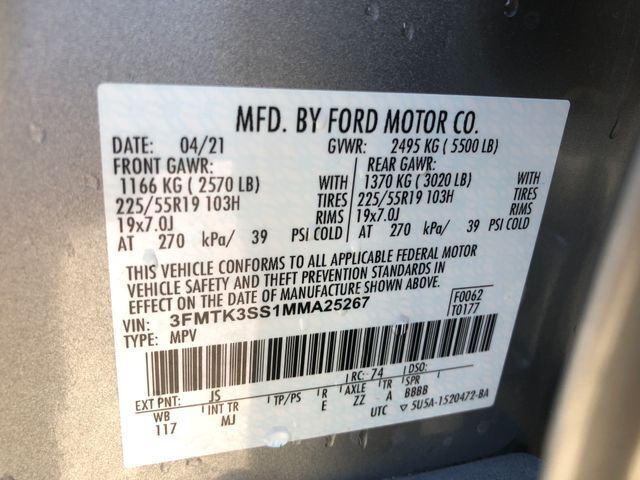 MFD. BY FORD MOTOR CO.
DATE: 04/21 GVWR: 2495 KG ( 5500 LB)
FRONT GAWR: REAR GAWR:
1166 KG ( 2570 LB) WITH 1370 KG ( 3020 LB) WITH
225/55R19 103H TIRES 225/55R19 103H TIRES
19x7.0J RIMS 19x7.0J RIMS
AT 270 kPa/ 39 PSI COLD AT 270 kPa/ 39 PSI COLD
THIS VEHICLE CONFORMS TO ALL APPLICABLE FEDERAL MOTOR
VEHICLE SAFETY AND THEFT PREVENTION STANDARDS IN
EFFECT ON THE DATE OF MANUFACTURE SHOWN ABOVE.
VIN: 3FMTK3SS1MMA25267 F0062
TYPE: MPV T0177
EXT PNT: JS RC: 74 DSO:
WB INT TR TP/PS R AXLE TR SPR
117 MJ E ZZ A BBBB
UTC ▽ 5U5A-1520472-BA